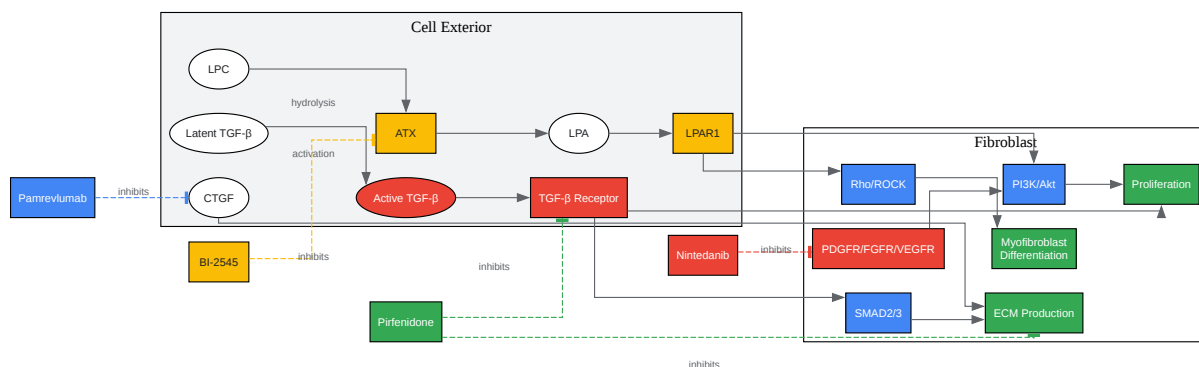 Cell Exterior
LPC
hydrolysis
Latent TGF-β
ATX
LPA
LPAR1
activation
Fibroblast
Pamrevlumab
inhibits
CTGF
Active TGF-β
TGF-β Receptor
Rho/ROCK
PI3K/Akt
Proliferation
BI-2545
inhibits
inhibits
Nintedanib
inhibits
PDGFR/FGFR/VEGFR
Myofibroblast
Differentiation
Pirfenidone
SMAD2/3
ECM Production
inhibits